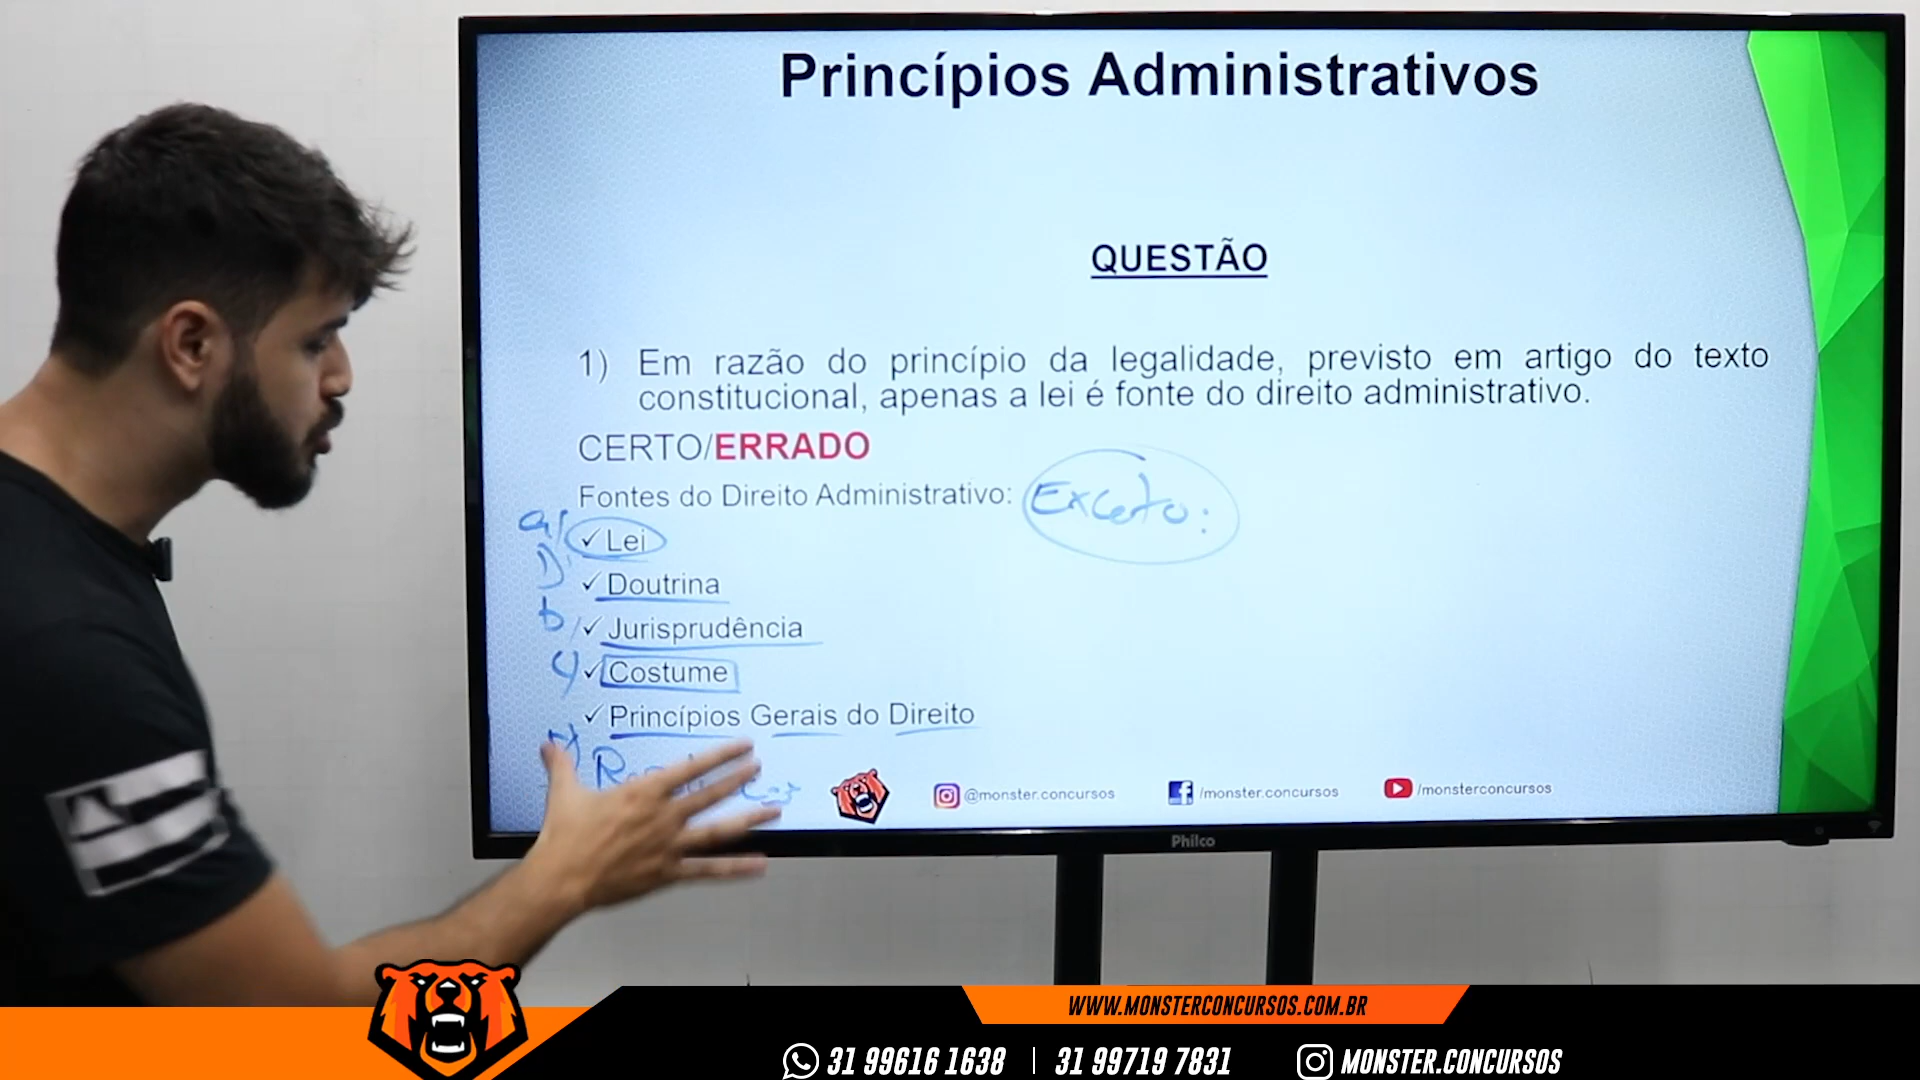 Princípios Administrativos
QUESTÃO
1) Em razão do princípio da legalidade, previsto em artigo do texto
constitucional, apenas a lei é fonte do direito administrativo.
CERTO/ERRADO
Fontes do Direito Administrativo: Exceto:
a) ✓ Lei
D) ✓ Doutrina
b) ✓ Jurisprudência
c) ✓ Costume
✓ Princípios Gerais do Direito
@monster.concursos /monster.concursos /monsterconcursos
Philco
WWW.MONSTERCONCURSOS.COM.BR
31 99616 1638 | 31 99719 7831 MONSTER.CONCURSOS